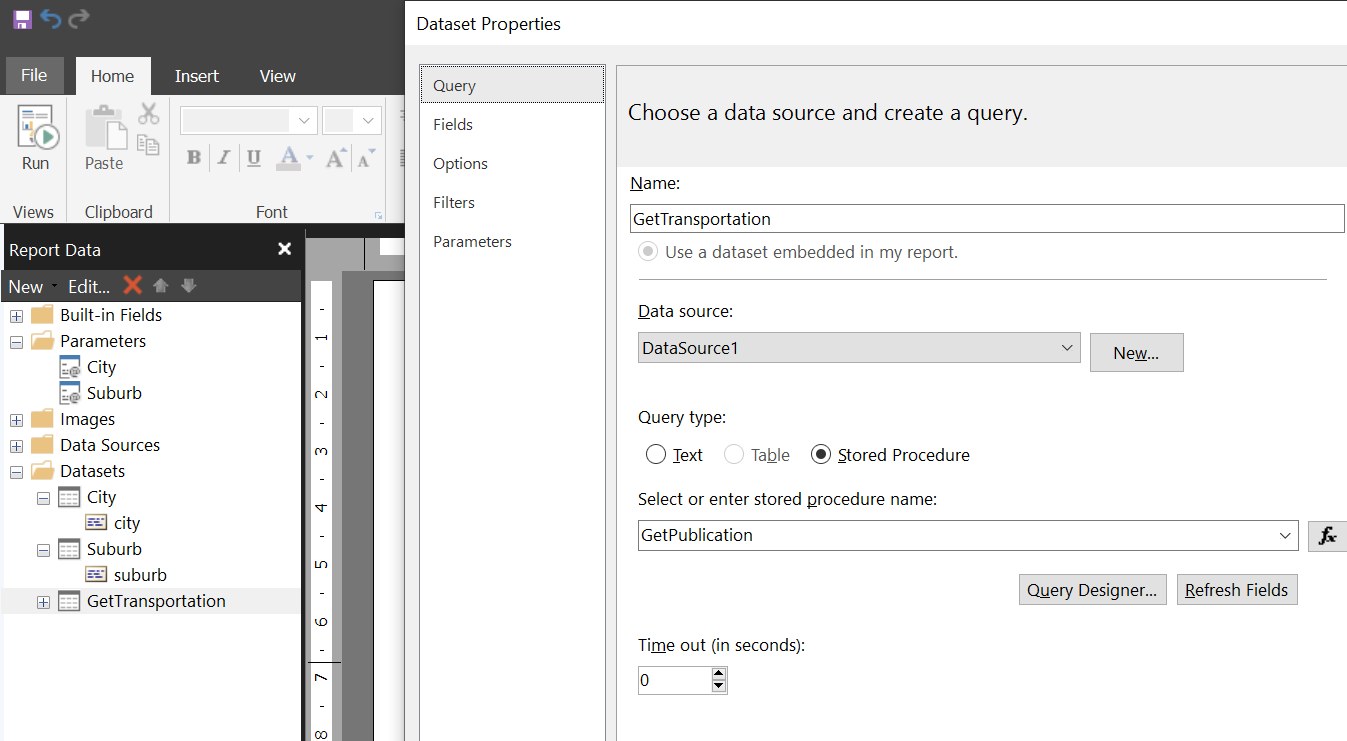 Dataset Properties
File
Home
Insert
View
Run
Paste
B I U A A A
Views
Clipboard
Font
Report Data
New
Edit...
Built-in Fields
Parameters
City
Suburb
Images
Data Sources
Datasets
City
city
Suburb
suburb
GetTransportation
1
2
3
4
5
6
7
8
Query
Fields
Options
Filters
Parameters
Choose a data source and create a query.
Name:
GetTransportation
Use a dataset embedded in my report.
Data source:
DataSource1
New...
Query type:
Text
Table
Stored Procedure
Select or enter stored procedure name:
GetPublication
fx
Query Designer...
Refresh Fields
Time out (in seconds):
0